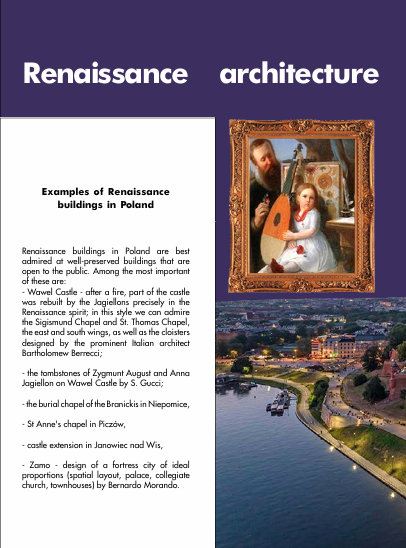 Renaissance architecture
Examples of Renaissance
buildings in Poland
Renaissance buildings in Poland are best
admired at well-preserved buildings that are
open to the public. Among the most important
of these are:
- Wawel Castle - after a fire, part of the castle
was rebuilt by the Jagiellons precisely in the
Renaissance spirit; in this style we can admire
the Sigismund Chapel and St. Thomas Chapel,
the east and south wings, as well as the cloisters
designed by the prominent Italian architect
Bartholomew Berrecci;
- the tombstones of Zygmunt August and Anna
Jagiellon on Wawel Castle by S. Gucci;
- the burial chapel of the Branickis in Niepomice,
- St Anne's chapel in Piczów,
- castle extension in Janowiec nad Wis,
- Zamo - design of a fortress city of ideal
proportions (spatial layout, palace, collegiate
church, townhouses) by Bernardo Morando.